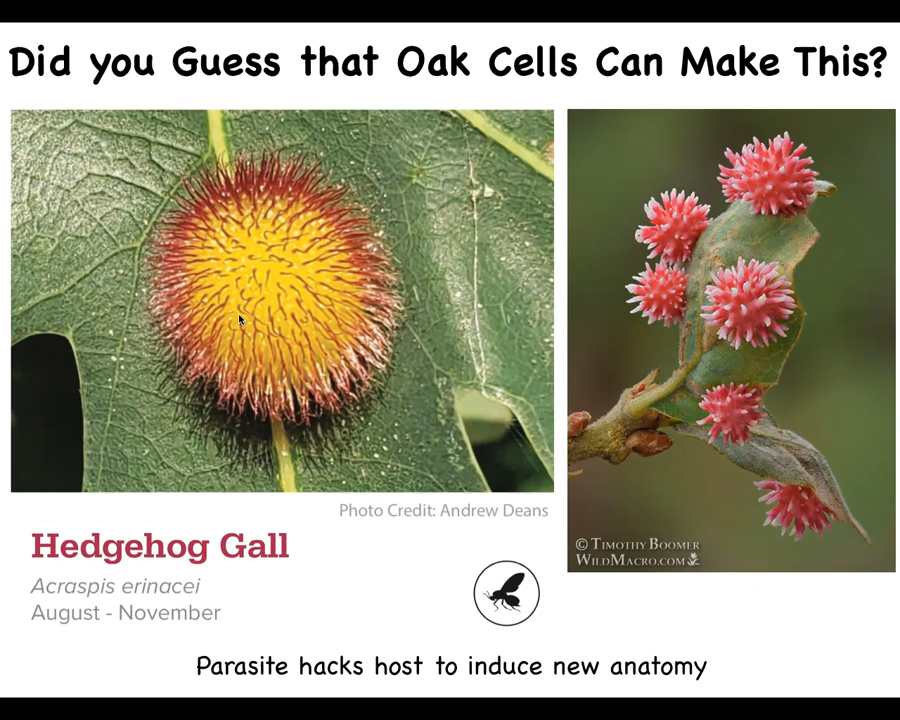 Did you Guess that Oak Cells Can Make This?
Photo Credit: Andrew Deans
© Timothy Boomer
WildMacro.com
Hedgehog Gall
Acraspis erinacei
August - November
Parasite hacks host to induce new anatomy